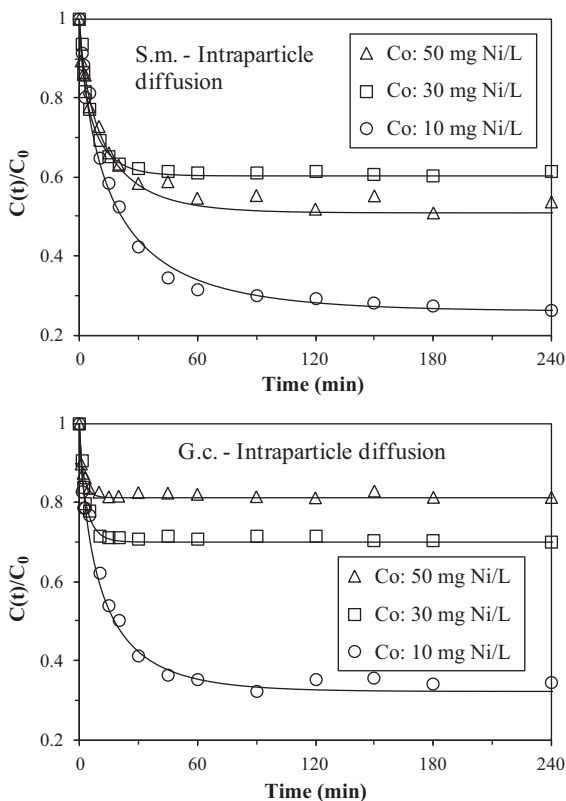 S.m. - Intraparticle
diffusion
△ Co: 50 mg Ni/L
□ Co: 30 mg Ni/L
○ Co: 10 mg Ni/L
C(t)/C₀
1
0.8
0.6
0.4
0.2
0 60 120 180 240
Time (min)
G.c. - Intraparticle diffusion
△ Co: 50 mg Ni/L
□ Co: 30 mg Ni/L
○ Co: 10 mg Ni/L
C(t)/C₀
1
0.8
0.6
0.4
0.2
0 60 120 180 240
Time (min)